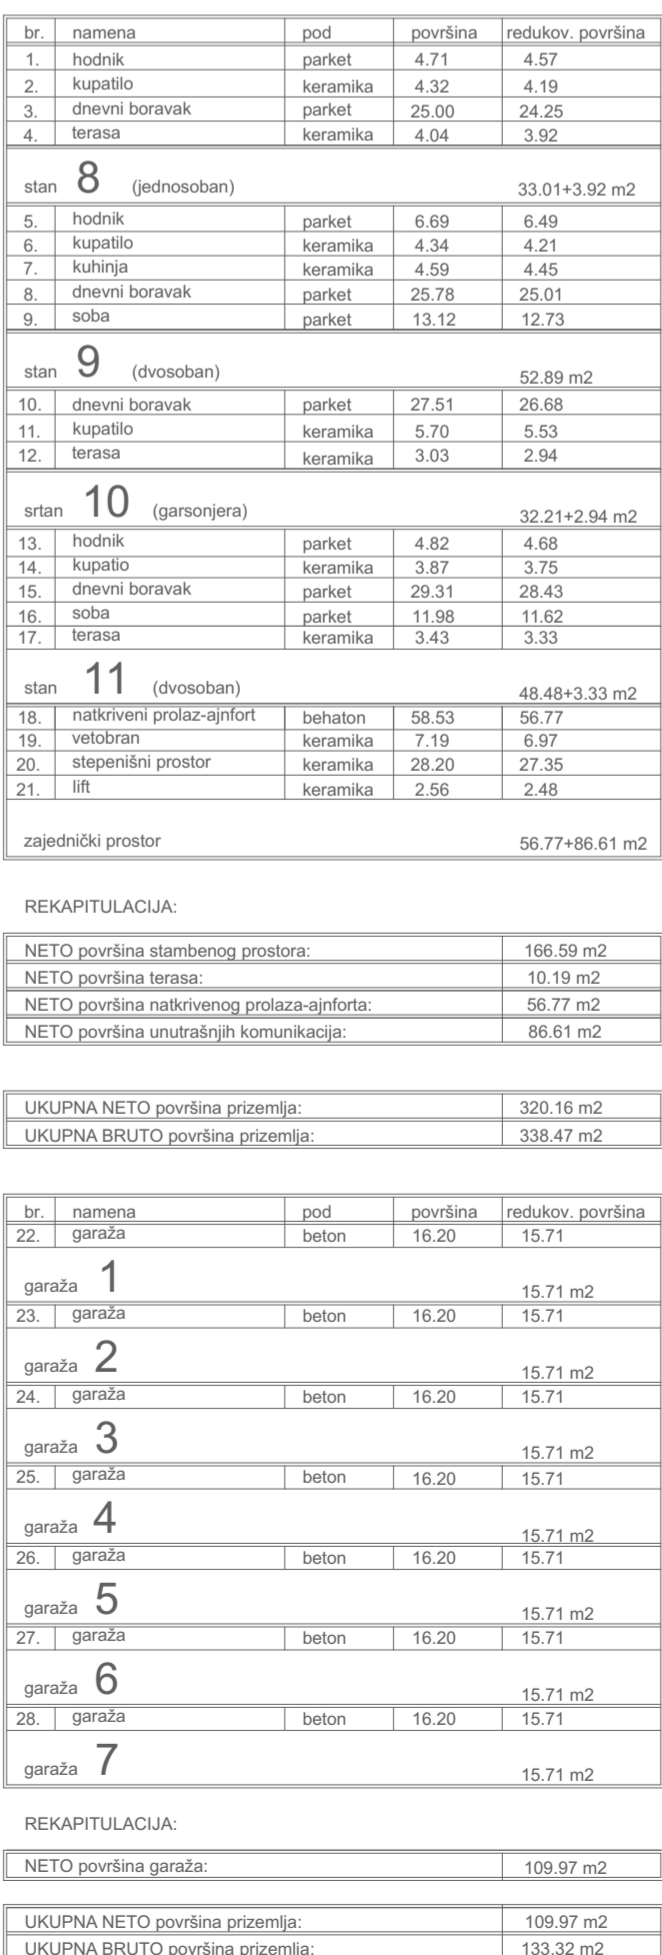 br. namena pod površina redukov. površina
1. hodnik parket 4.71 4.57
2. kupatilo keramika 4.32 4.19
3. dnevni boravak parket 25.00 24.25
4. terasa keramika 4.04 3.92
stan 8 (jednosoban) 33.01+3.92 m2
5. hodnik parket 6.69 6.49
6. kupatilo keramika 4.34 4.21
7. kuhinja keramika 4.59 4.45
8. dnevni boravak parket 25.78 25.01
9. soba parket 13.12 12.73
stan 9 (dvosoban) 52.89 m2
10. dnevni boravak parket 27.51 26.68
11. kupatilo keramika 5.70 5.53
12. terasa keramika 3.03 2.94
srtan 10 (garsonjera) 32.21+2.94 m2
13. hodnik parket 4.82 4.68
14. kupatio keramika 3.87 3.75
15. dnevni boravak parket 29.31 28.43
16. soba parket 11.98 11.62
17. terasa keramika 3.43 3.33
stan 11 (dvosoban) 48.48+3.33 m2
18. natkriveni prolaz-ajnfort behaton 58.53 56.77
19. vetobran keramika 7.19 6.97
20. stepenišni prostor keramika 28.20 27.35
21. lift keramika 2.56 2.48
zajednički prostor 56.77+86.61 m2
REKAPITULACIJA:
NETO površina stambenog prostora: 166.59 m2
NETO površina terasa: 10.19 m2
NETO površina natkrivenog prolaza-ajnforta: 56.77 m2
NETO površina unutrašnjih komunikacija: 86.61 m2
UKUPNA NETO površina prizemlja: 320.16 m2
UKUPNA BRUTO površina prizemlja: 338.47 m2
br. namena pod površina redukov. površina
22. garaža beton 16.20 15.71
garaža 1 15.71 m2
23. garaža beton 16.20 15.71
garaža 2 15.71 m2
24. garaža beton 16.20 15.71
garaža 3 15.71 m2
25. garaža beton 16.20 15.71
garaža 4 15.71 m2
26. garaža beton 16.20 15.71
garaža 5 15.71 m2
27. garaža beton 16.20 15.71
garaža 6 15.71 m2
28. garaža beton 16.20 15.71
garaža 7 15.71 m2
REKAPITULACIJA:
NETO površina garaža: 109.97 m2
UKUPNA NETO površina prizemlja: 109.97 m2
UKUPNA BRUTO površina prizemlja: 133.32 m2